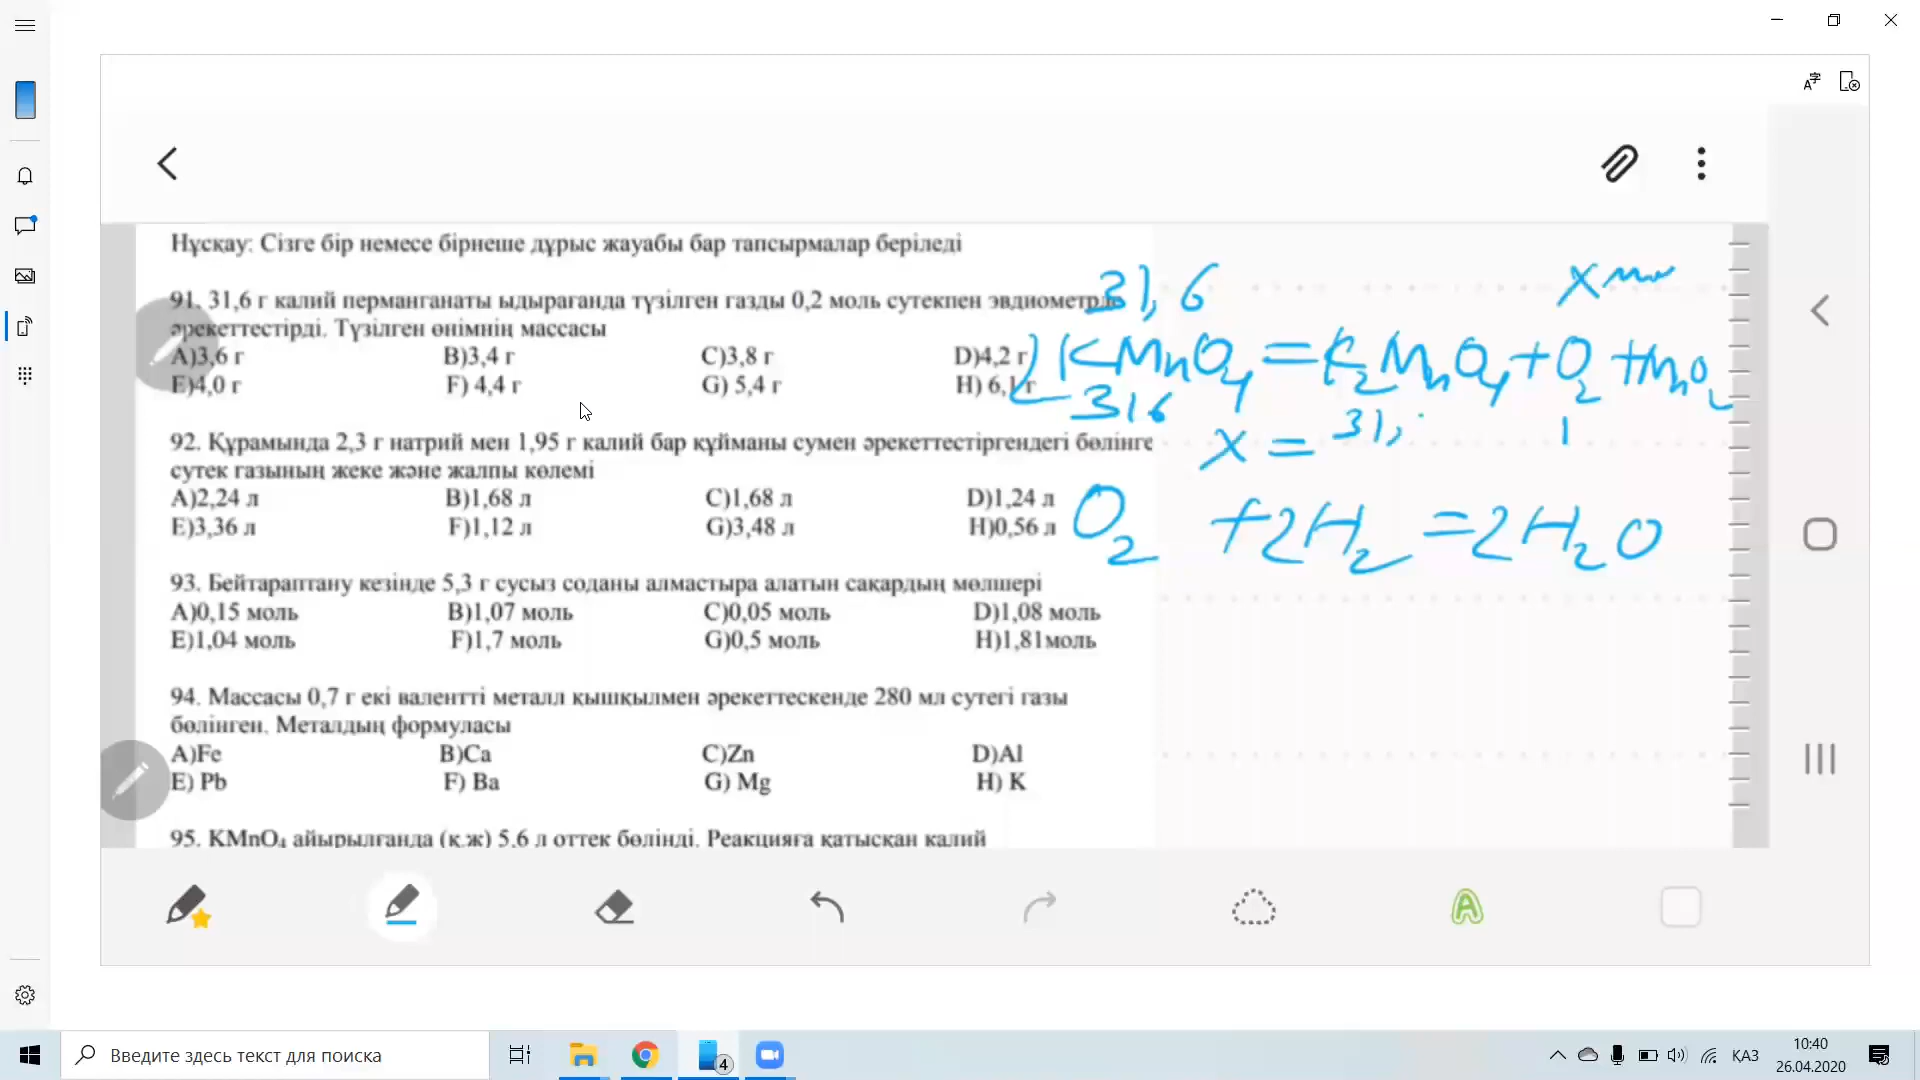 Нұсқау: Сізге бір немесе бірнеше дұрыс жауабы бар тапсырмалар беріледі
91. 31,6 г калий перманганаты ыдырағанда түзілген газды 0,2 моль сутекпен эвдиометрде
әрекеттестірді. Түзілген өнімнің массасы
A)3,6 г B)3,4 г C)3,8 г D)4,2 г
E)4,0 г F) 4,4 г G) 5,4 г H) 6,1 г
92. Құрамында 2,3 г натрий мен 1,95 г калий бар құйманы сумен әрекеттестіргендегі бөлінге
сутек газының жеке және жалпы көлемі
A)2,24 л B)1,68 л C)1,68 л D)1,24 л
E)3,36 л F)1,12 л G)3,48 л H)0,56 л
93. Бейтараптану кезінде 5,3 г сусыз соданы алмастыра алатын сақардың мөлшері
A)0,15 моль B)1,07 моль C)0,05 моль D)1,08 моль
E)1,04 моль F)1,7 моль G)0,5 моль H)1,81моль
94. Массасы 0,7 г екі валентті металл қышқылмен әрекеттескенде 280 мл сутегі газы
бөлінген. Металдың формуласы
A)Fe B)Ca C)Zn D)Al
E) Pb F) Ba G) Mg H) K
95. KMnO₄ айырылғанда (қ.ж) 5,6 л оттек бөлінді. Реакцияға қатысқан калий
31,6 x
2KMnO₄ = K₂MnO₄ + O₂ + MnO₂
316 1
x = 31,
O₂ + 2H₂ = 2H₂O
A
Введите здесь текст для поиска
4
ҚАЗ
10:40
26.04.2020